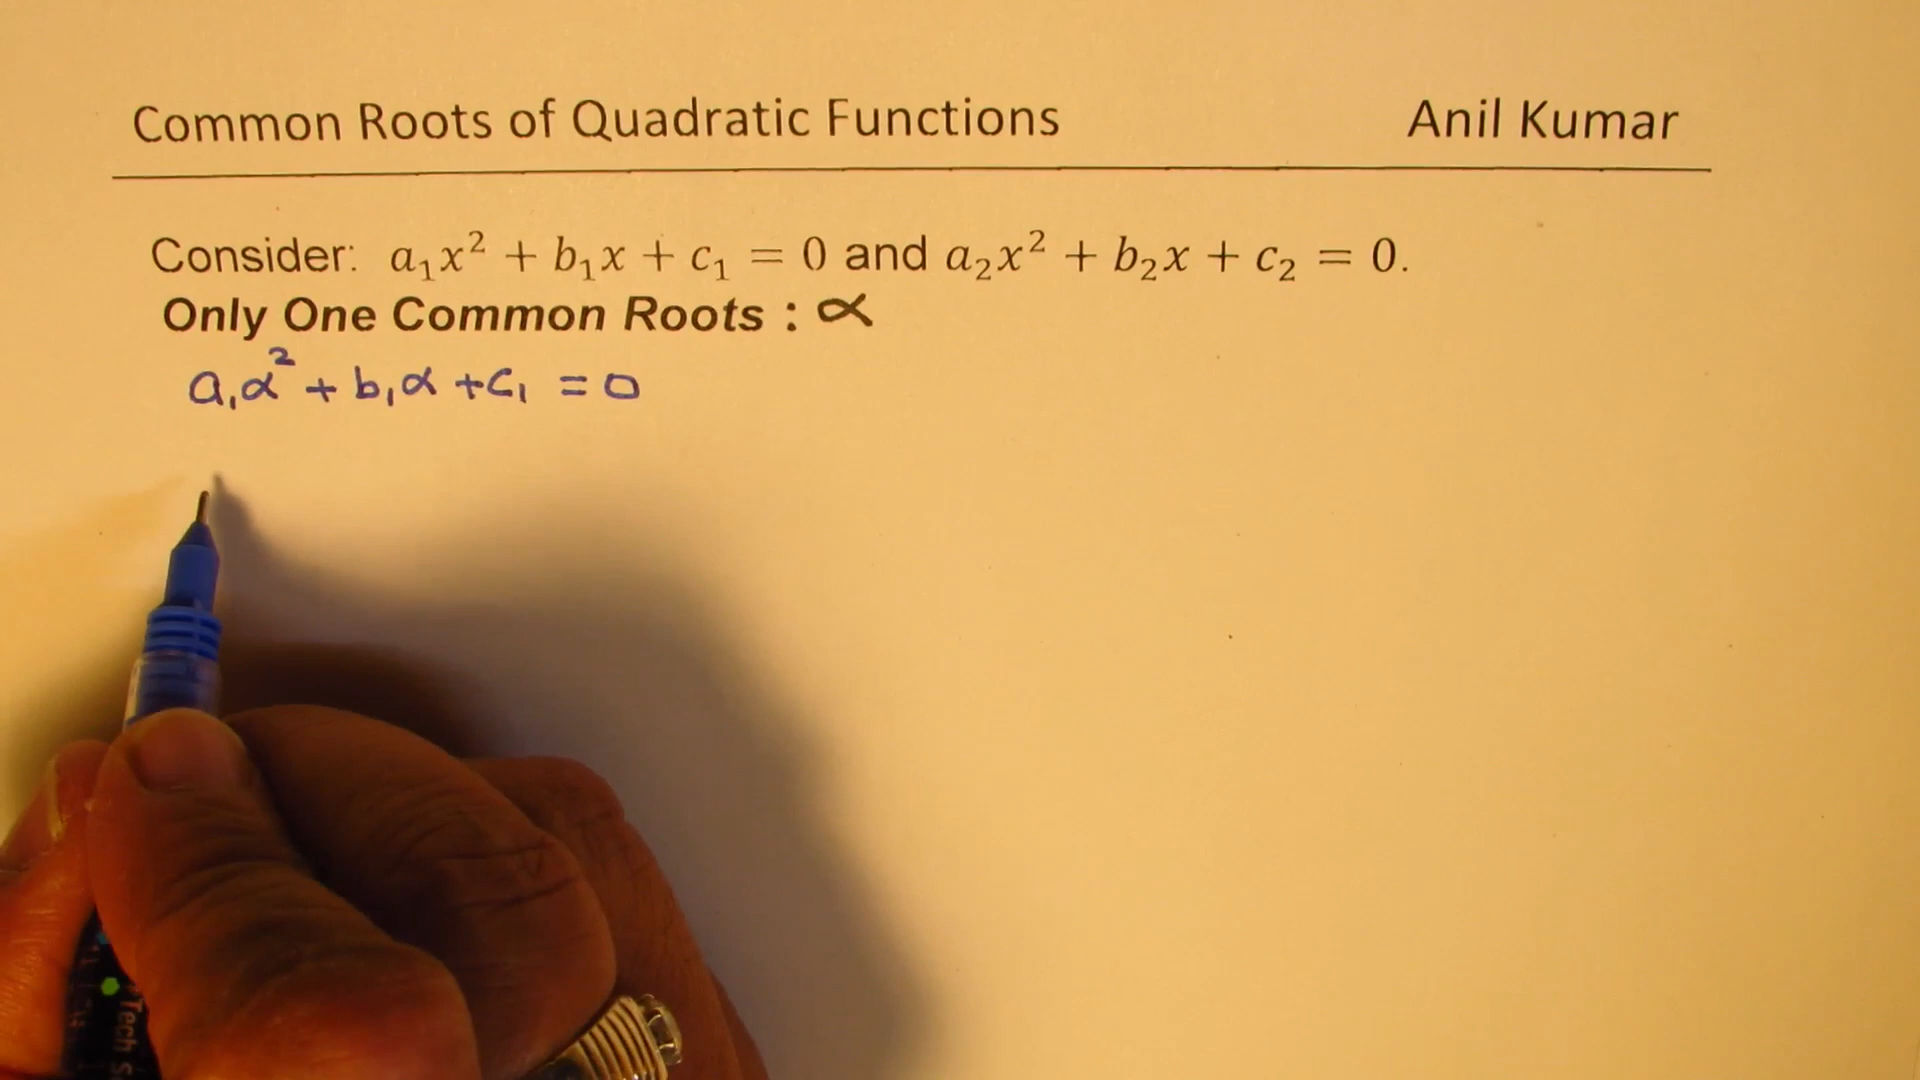 Common Roots of Quadratic Functions Anil Kumar
Consider: a₁x² + b₁x + c₁ = 0 and a₂x² + b₂x + c₂ = 0.
Only One Common Roots : α
a₁α² + b₁α + c₁ = 0
Tech